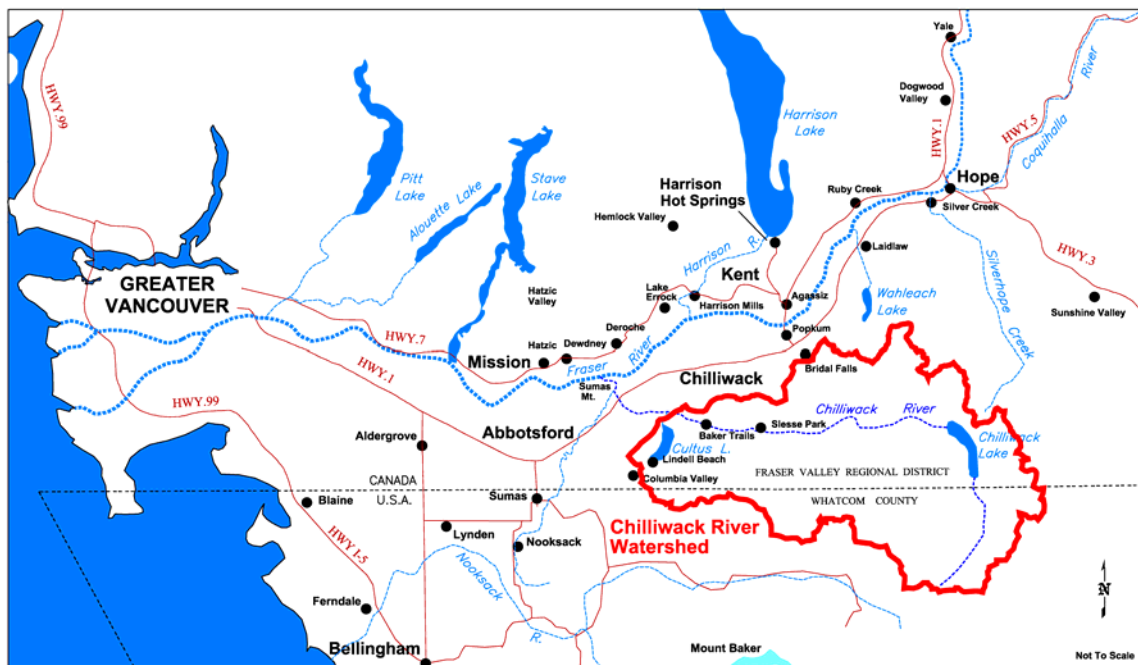 Yale
HWY.99
Dogwood
Valley
River
HWY.5
Coquihalla
HWY.1
Harrison
Lake
Pitt
Lake
Alouette Lake
Stave
Lake
Harrison
Hot Springs
Hope
Ruby Creek
Silver Creek
Hemlock Valley
Laidlaw
HWY.3
Silverhope
Creek
Harrison
R.
Kent
GREATER
VANCOUVER
Hatzic
Valley
Lake
Errock
Harrison Mills
Agassiz
Wahleach
Lake
Sunshine Valley
Deroche
Popkum
HWY.7
Hatzic
Dewdney
Mission
Fraser
River
Bridal Falls
HWY.1
Sumas
Mt.
Chilliwack
HWY.99
Abbotsford
Chilliwack
River
Baker Trails
Slesse Park
Aldergrove
Cultus L.
Chilliwack
Lake
Lindell Beach
FRASER VALLEY REGIONAL DISTRICT
Columbia Valley
CANADA
U.S.A.
Blaine
Sumas
WHATCOM COUNTY
Lynden
Nooksack
Chilliwack River
Watershed
HWY I-5
Nooksack
R.
Ferndale
N
Bellingham
Mount Baker
Not To Scale